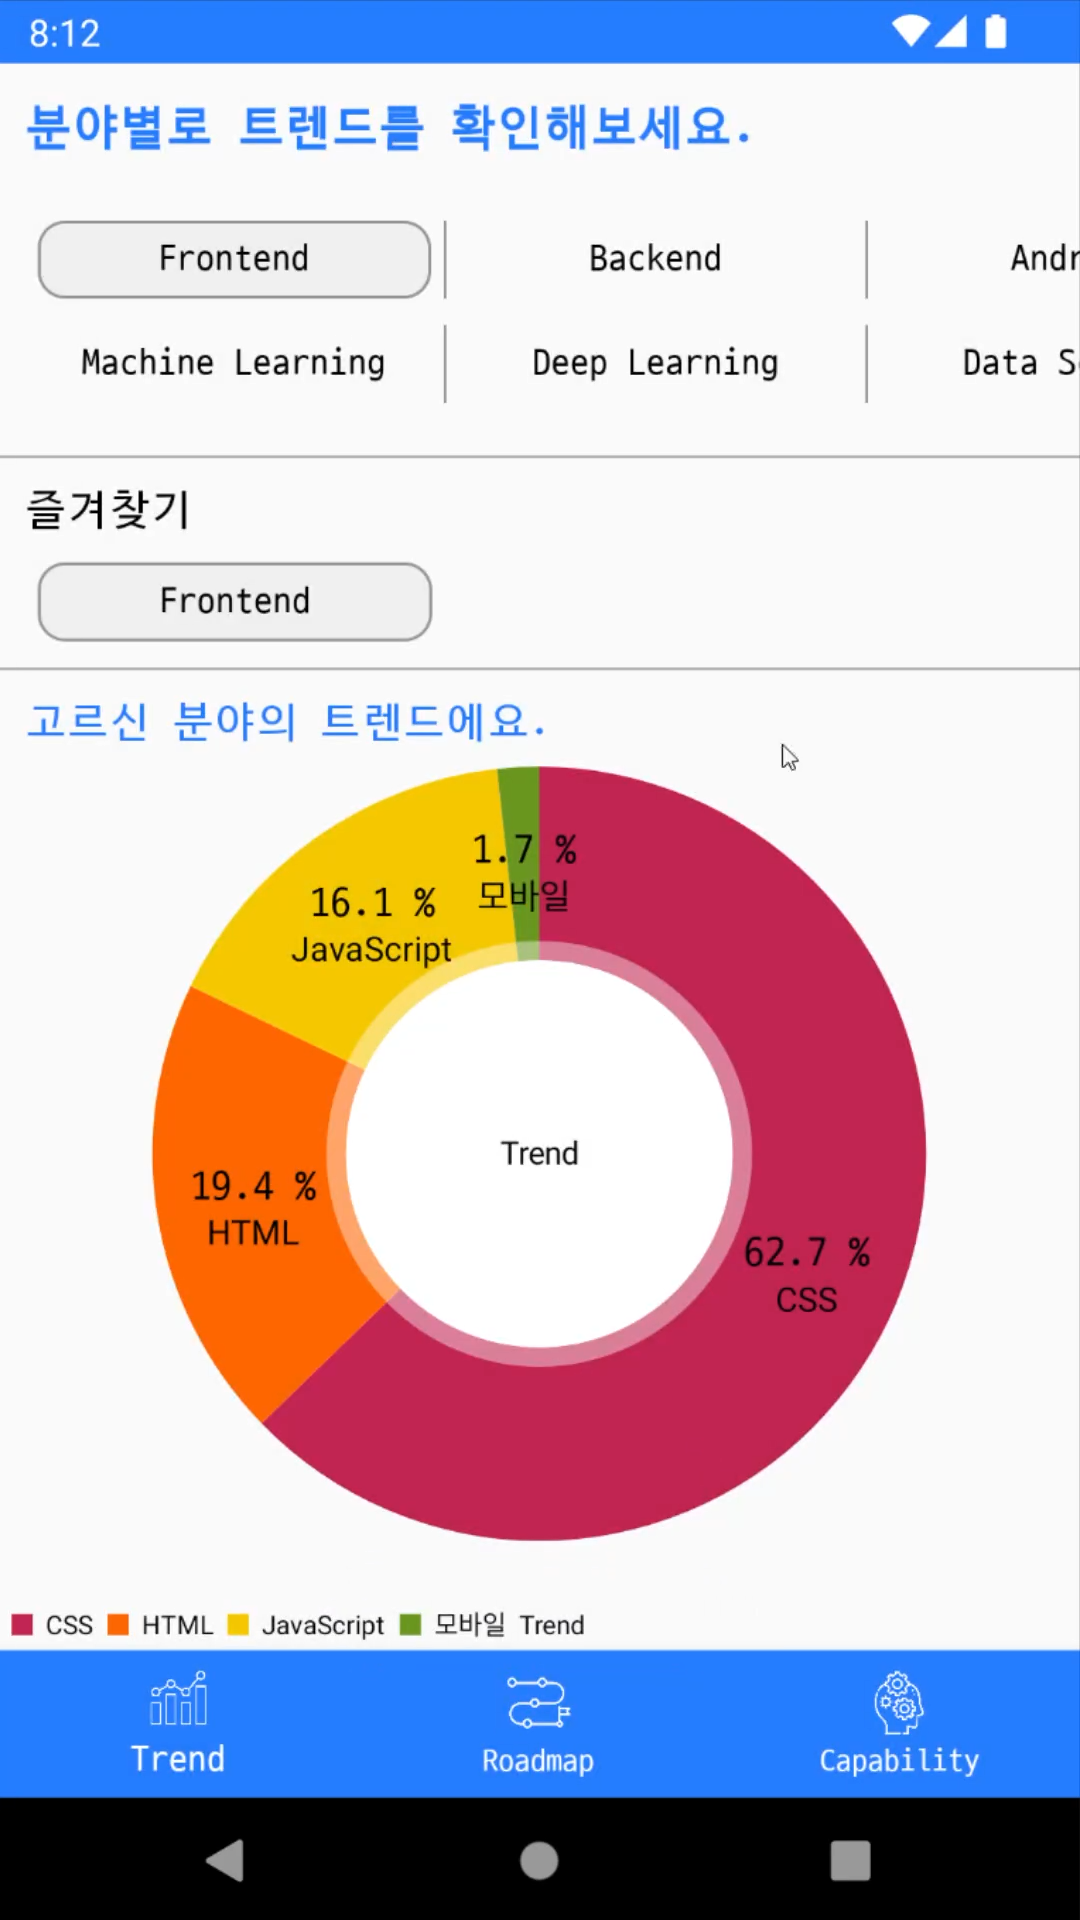 8:12
분야별로 트렌드를 확인해보세요.
Frontend
Backend
Machine Learning
Deep Learning
Data
즐겨찾기
Frontend
고르신 분야의 트렌드에요.
1.7 %
모바일
16.1 %
JavaScript
19.4 %
HTML
Trend
62.7 %
CSS
CSS HTML JavaScript 모바일 Trend
Trend
Roadmap
Capability